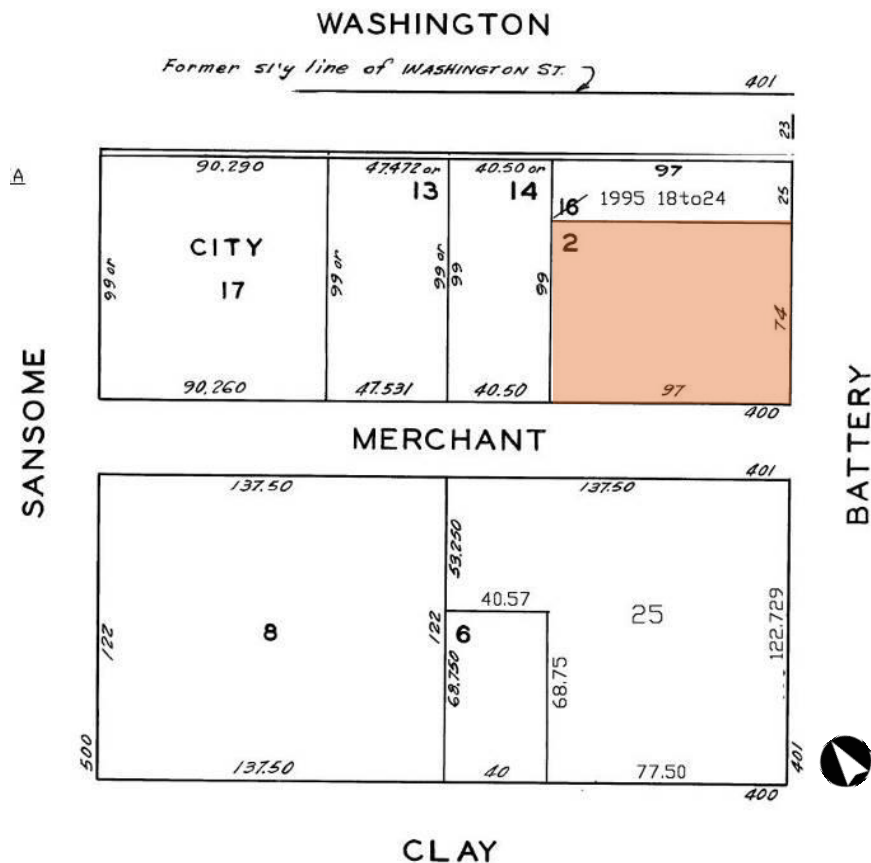 WASHINGTON
Former sl'y line of WASHINGTON ST.
401
23
A
90.290
47.472 or
40.50 or
97
13
14
16
1995 18to24
25
2
CITY
17
99 or
99 or
99 or
99
99
74
90.260
47.531
40.50
97
400
SANSOME
MERCHANT
BATTERY
401
137.50
137.50
53.250
40.57
25
122
8
122
6
68.750
68.75
122.729
500
137.50
40
77.50
401
400
CLAY